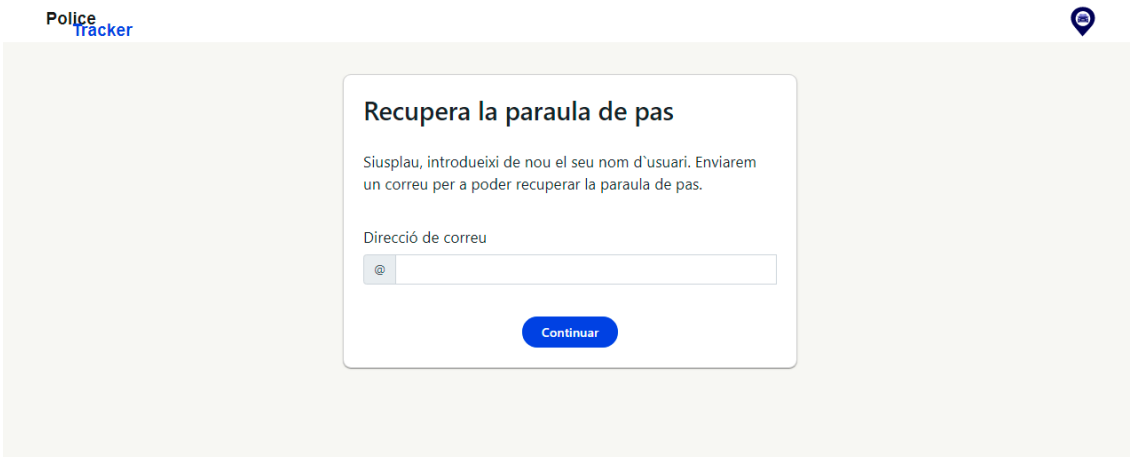 Police
Tracker
Recupera la paraula de pas
Siusplau, introdueixi de nou el seu nom d`usuari. Enviarem
un correu per a poder recuperar la paraula de pas.
Direcció de correu
@
Continuar